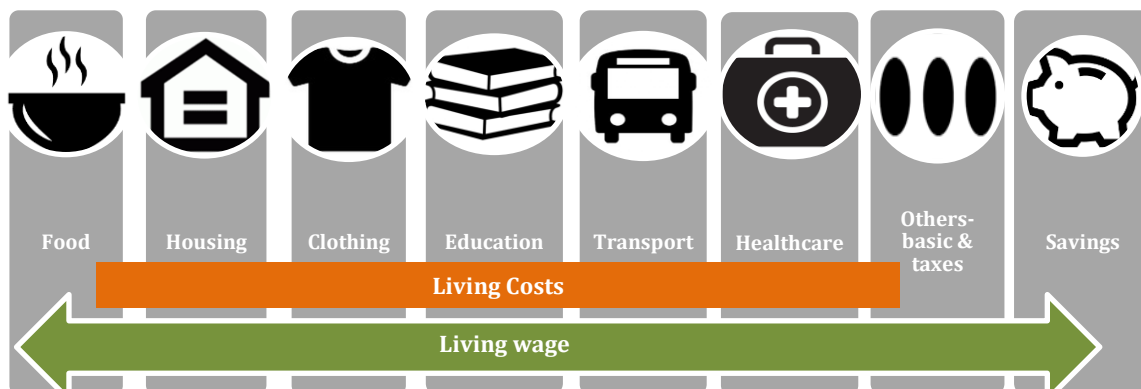 Food
Housing
Clothing
Education
Transport
Healthcare
Others-
basic &
taxes
Savings
Living Costs
Living wage